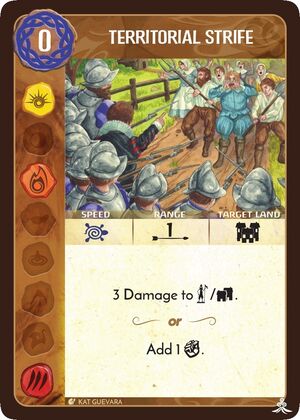 0
TERRITORIAL STRIFE
SPEED
RANGE
TARGET LAND
1
3 Damage to /.
or
Add 1 .
KAT GUEVARA